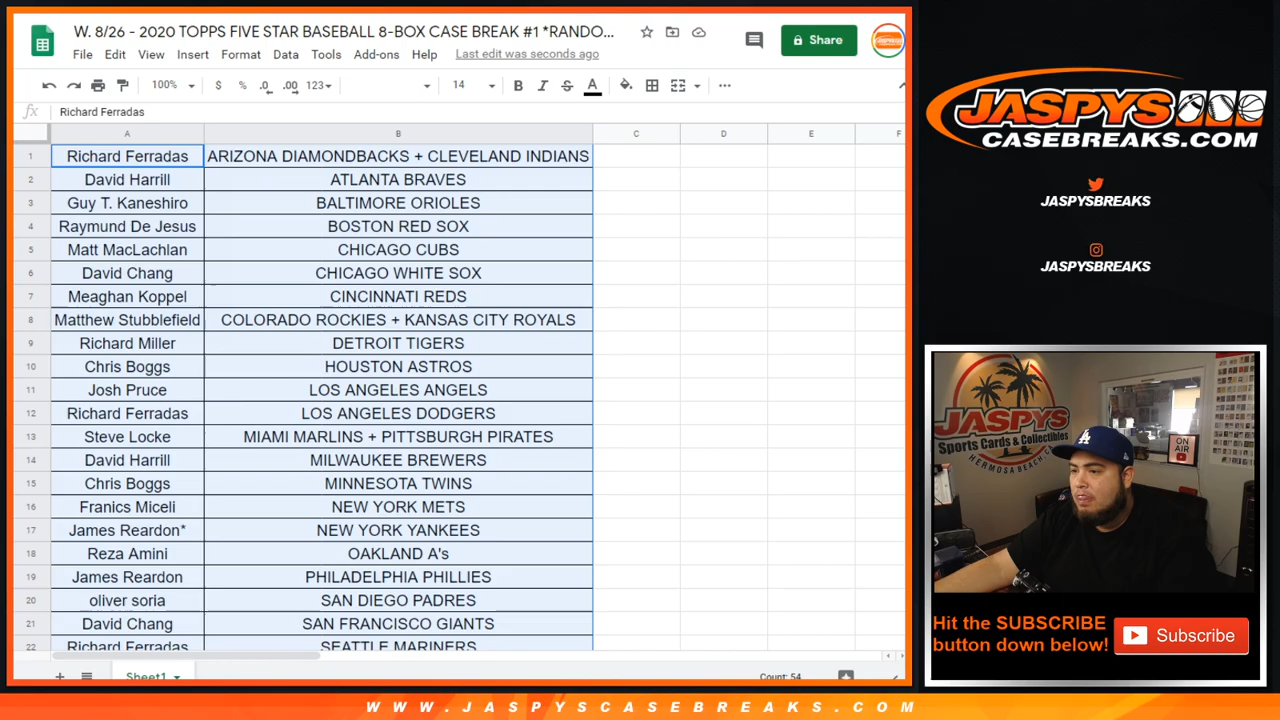 W. 8/26 - 2020 TOPPS FIVE STAR BASEBALL 8-BOX CASE BREAK #1 *RANDO...
File Edit View Insert Format Data Tools Add-ons Help Last edit was seconds ago
Share
100% $ % .0 .00 123 14 B I S A
fx Richard Ferradas
A B C D E F
1 Richard Ferradas ARIZONA DIAMONDBACKS + CLEVELAND INDIANS
2 David Harrill ATLANTA BRAVES
3 Guy T. Kaneshiro BALTIMORE ORIOLES
4 Raymund De Jesus BOSTON RED SOX
5 Matt MacLachlan CHICAGO CUBS
6 David Chang CHICAGO WHITE SOX
7 Meaghan Koppel CINCINNATI REDS
8 Matthew Stubblefield COLORADO ROCKIES + KANSAS CITY ROYALS
9 Richard Miller DETROIT TIGERS
10 Chris Boggs HOUSTON ASTROS
11 Josh Pruce LOS ANGELES ANGELS
12 Richard Ferradas LOS ANGELES DODGERS
13 Steve Locke MIAMI MARLINS + PITTSBURGH PIRATES
14 David Harrill MILWAUKEE BREWERS
15 Chris Boggs MINNESOTA TWINS
16 Franics Miceli NEW YORK METS
17 James Reardon* NEW YORK YANKEES
18 Reza Amini OAKLAND A's
19 James Reardon PHILADELPHIA PHILLIES
20 oliver soria SAN DIEGO PADRES
21 David Chang SAN FRANCISCO GIANTS
22 Richard Ferradas SEATTLE MARINERS
Sheet1
Count: 54
JASPYS
CASEBREAKS.COM
JASPYSBREAKS
JASPYSBREAKS
JASPYS
Sports Cards & Collectibles
HERMOSA BEACH, CA
ON AIR
Hit the SUBSCRIBE
button down below!
Subscribe
WWW.JASPYSCASEBREAKS.COM